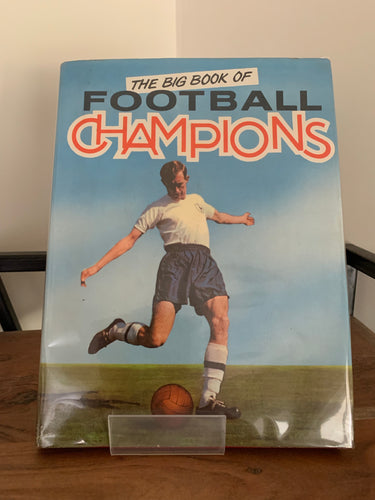 THE BIG BOOK OF
FOOTBALL
CHAMPIONS